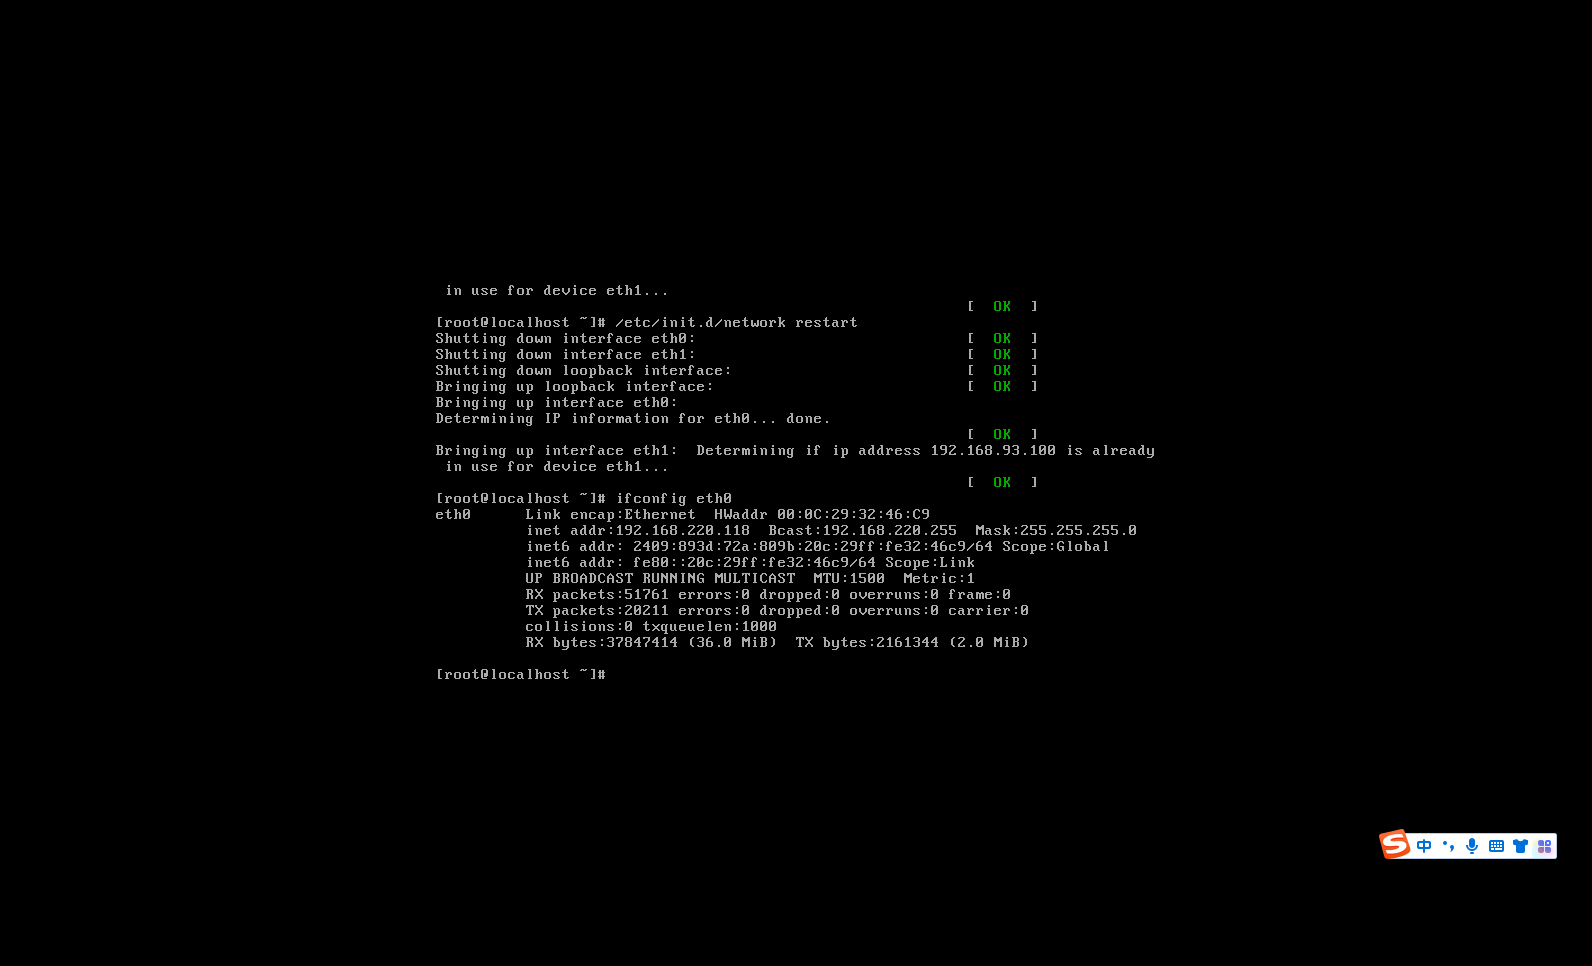 in use for device eth1...
                                                           [  OK  ]
[root@localhost ~]# /etc/init.d/network restart
Shutting down interface eth0:                              [  OK  ]
Shutting down interface eth1:                              [  OK  ]
Shutting down loopback interface:                          [  OK  ]
Bringing up loopback interface:                            [  OK  ]
Bringing up interface eth0:
Determining IP information for eth0... done.
                                                           [  OK  ]
Bringing up interface eth1:  Determining if ip address 192.168.93.100 is already
 in use for device eth1...
                                                           [  OK  ]
[root@localhost ~]# ifconfig eth0
eth0      Link encap:Ethernet  HWaddr 00:0C:29:32:46:C9
          inet addr:192.168.220.118  Bcast:192.168.220.255  Mask:255.255.255.0
          inet6 addr: 2409:893d:72a:809b:20c:29ff:fe32:46c9/64 Scope:Global
          inet6 addr: fe80::20c:29ff:fe32:46c9/64 Scope:Link
          UP BROADCAST RUNNING MULTICAST  MTU:1500  Metric:1
          RX packets:51761 errors:0 dropped:0 overruns:0 frame:0
          TX packets:20211 errors:0 dropped:0 overruns:0 carrier:0
          collisions:0 txqueuelen:1000
          RX bytes:37847414 (36.0 MiB)  TX bytes:2161344 (2.0 MiB)
[root@localhost ~]#
S 中